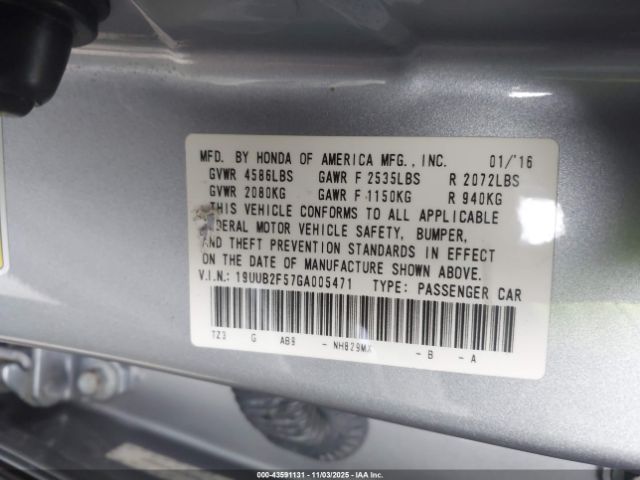 MFD. BY HONDA OF AMERICA MFG., INC. 01/'16
GVWR 4586LBS GAWR F 2535LBS R 2072LBS
GVWR 2080KG GAWR F 1150KG R 940KG
THIS VEHICLE CONFORMS TO ALL APPLICABLE
FEDERAL MOTOR VEHICLE SAFETY, BUMPER,
AND THEFT PREVENTION STANDARDS IN EFFECT
ON THE DATE OF MANUFACTURE SHOWN ABOVE.
V.I.N.: 19UUB2F57GA005471 TYPE: PASSENGER CAR
TZ3 G AB9 - NH829MX - B - A
00-43591131 - 11/03/2025 - IAAI, Inc.